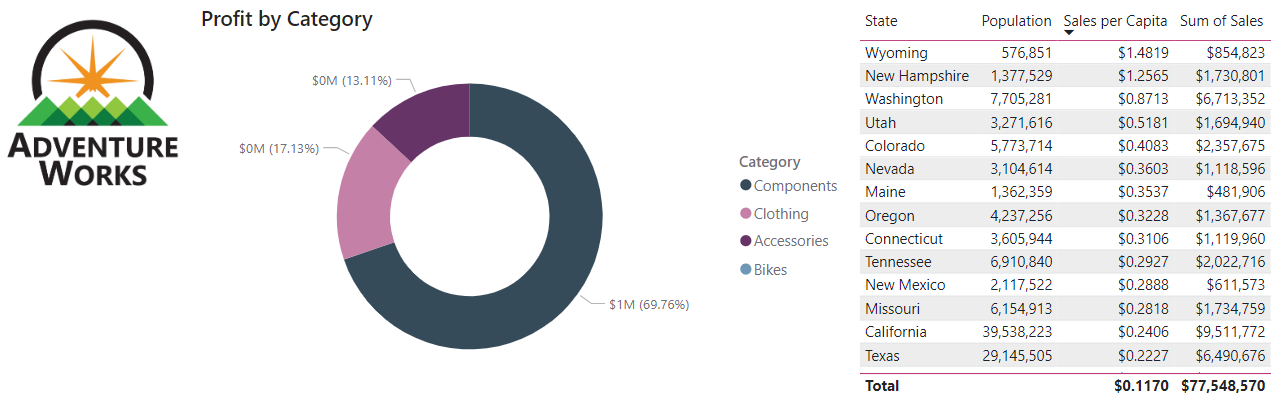 ADVENTURE
WORKS
Profit by Category
$0M (13.11%)
$0M (17.13%)
$1M (69.76%)
Category
Components
Clothing
Accessories
Bikes
State Population Sales per Capita Sum of Sales
Wyoming 576,851 $1.4819 $854,823
New Hampshire 1,377,529 $1.2565 $1,730,801
Washington 7,705,281 $0.8713 $6,713,352
Utah 3,271,616 $0.5181 $1,694,940
Colorado 5,773,714 $0.4083 $2,357,675
Nevada 3,104,614 $0.3603 $1,118,596
Maine 1,362,359 $0.3537 $481,906
Oregon 4,237,256 $0.3228 $1,367,677
Connecticut 3,605,944 $0.3106 $1,119,960
Tennessee 6,910,840 $0.2927 $2,022,716
New Mexico 2,117,522 $0.2888 $611,573
Missouri 6,154,913 $0.2818 $1,734,759
California 39,538,223 $0.2406 $9,511,772
Texas 29,145,505 $0.2227 $6,490,676
Total $0.1170 $77,548,570